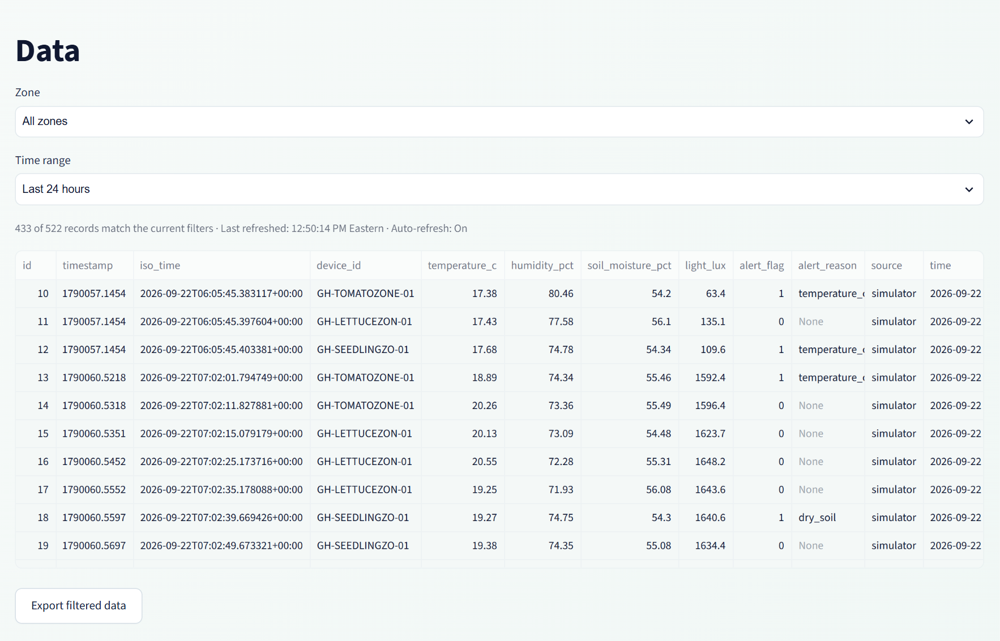 Data
Zone
All zones
Time range
Last 24 hours
433 of 522 records match the current filters · Last refreshed: 12:50:14 PM Eastern · Auto-refresh: On
id timestamp iso_time device_id temperature_c humidity_pct soil_moisture_pct light_lux alert_flag alert_reason source time
10 1790057.1454 2026-09-22T06:05:45.383117+00:00 GH-TOMATOZONE-01 17.38 80.46 54.2 63.4 1 temperature_ simulator 2026-09-22
11 1790057.1454 2026-09-22T06:05:45.397604+00:00 GH-LETTUCEZON-01 17.43 77.58 56.1 135.1 0 None simulator 2026-09-22
12 1790057.1454 2026-09-22T06:05:45.403381+00:00 GH-SEEDLINGZO-01 17.68 74.78 54.34 109.6 1 temperature_ simulator 2026-09-22
13 1790060.5218 2026-09-22T07:02:01.794749+00:00 GH-TOMATOZONE-01 18.89 74.34 55.46 1592.4 1 temperature_ simulator 2026-09-22
14 1790060.5318 2026-09-22T07:02:11.827881+00:00 GH-TOMATOZONE-01 20.26 73.36 55.49 1596.4 0 None simulator 2026-09-22
15 1790060.5351 2026-09-22T07:02:15.079179+00:00 GH-LETTUCEZON-01 20.13 73.09 54.48 1623.7 0 None simulator 2026-09-22
16 1790060.5452 2026-09-22T07:02:25.173716+00:00 GH-LETTUCEZON-01 20.55 72.28 55.31 1648.2 0 None simulator 2026-09-22
17 1790060.5552 2026-09-22T07:02:35.178088+00:00 GH-LETTUCEZON-01 19.25 71.93 56.08 1643.6 0 None simulator 2026-09-22
18 1790060.5597 2026-09-22T07:02:39.669426+00:00 GH-SEEDLINGZO-01 19.27 74.75 54.3 1640.6 1 dry_soil simulator 2026-09-22
19 1790060.5697 2026-09-22T07:02:49.673321+00:00 GH-SEEDLINGZO-01 19.38 74.35 55.08 1634.4 0 None simulator 2026-09-22
Export filtered data